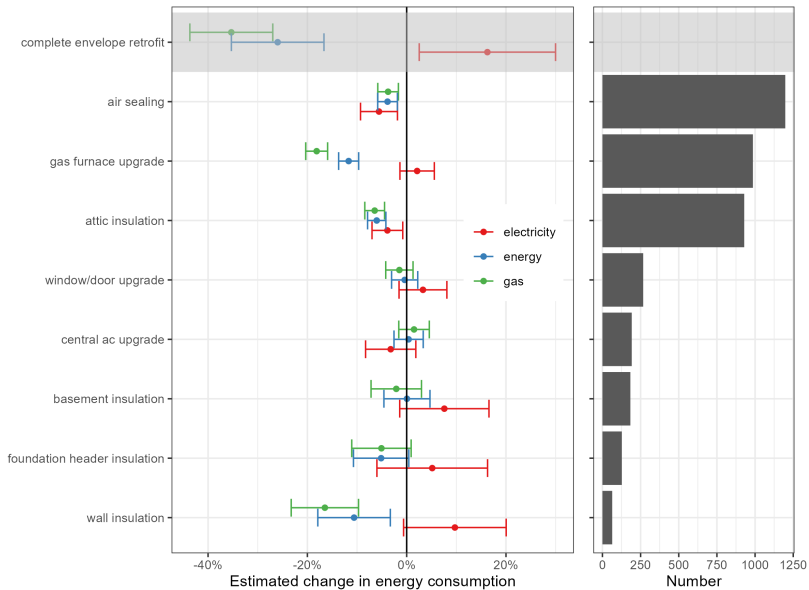 complete envelope retrofit
air sealing
gas furnace upgrade
attic insulation
window/door upgrade
central ac upgrade
basement insulation
foundation header insulation
wall insulation
electricity
energy
gas
-40% -20% 0% 20%
Estimated change in energy consumption
0 250 500 750 1000 1250
Number